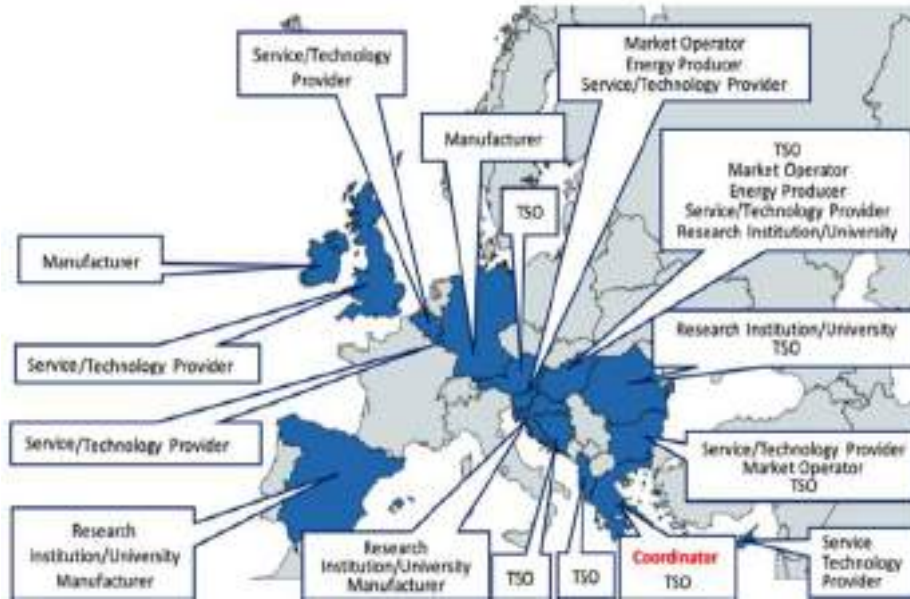 Service/Technology
Provider
Market Operator
Energy Producer
Service/Technology Provider
Manufacturer
TSO
TSO
Market Operator
Energy Producer
Service/Technology Provider
Research Institution/University
Manufacturer
Service/Technology Provider
Research Institution/University
TSO
Service/Technology Provider
Service/Technology Provider
Market Operator
TSO
Research
Institution/University
Manufacturer
Research
Institution/University
Manufacturer
TSO
TSO
Coordinator
TSO
Service
Technology
Provider